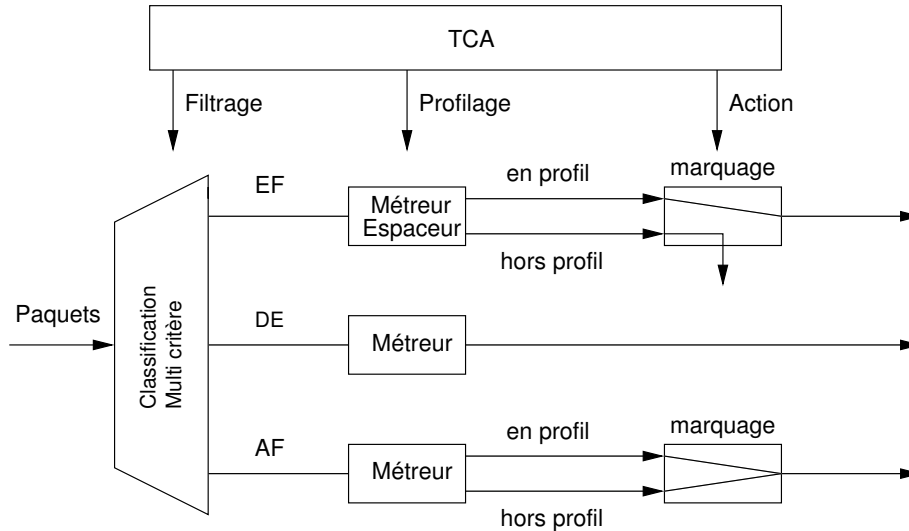 TCA
Filtrage
Profilage
Action
EF
en profil
marquage
Métreur
Espaceur
hors profil
Paquets
Classification
Multi critère
DE
Métreur
AF
en profil
marquage
Métreur
hors profil